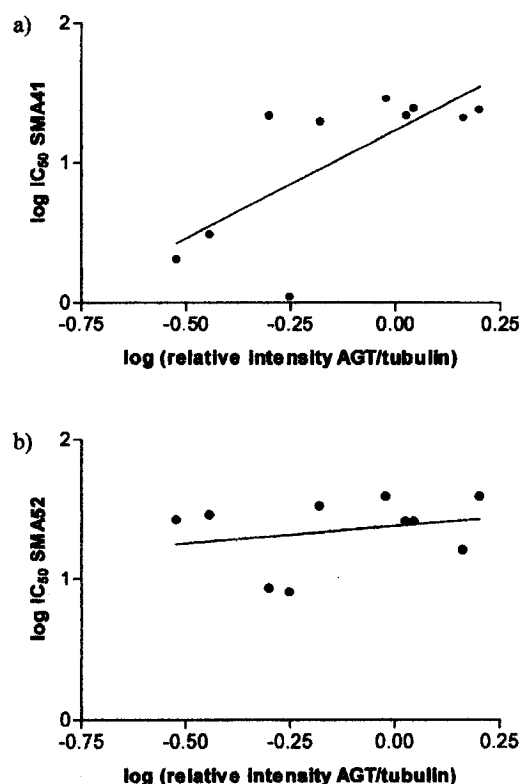 a)
2
1
0
log IC50 SMA41
-0.75 -0.50 -0.25 0.00 0.25
log (relative intensity AGT/tubulin)
b)
2
1
0
log IC50 SMA52
-0.75 -0.50 -0.25 0.00 0.25
log (relative intensity AGT/tubulin)